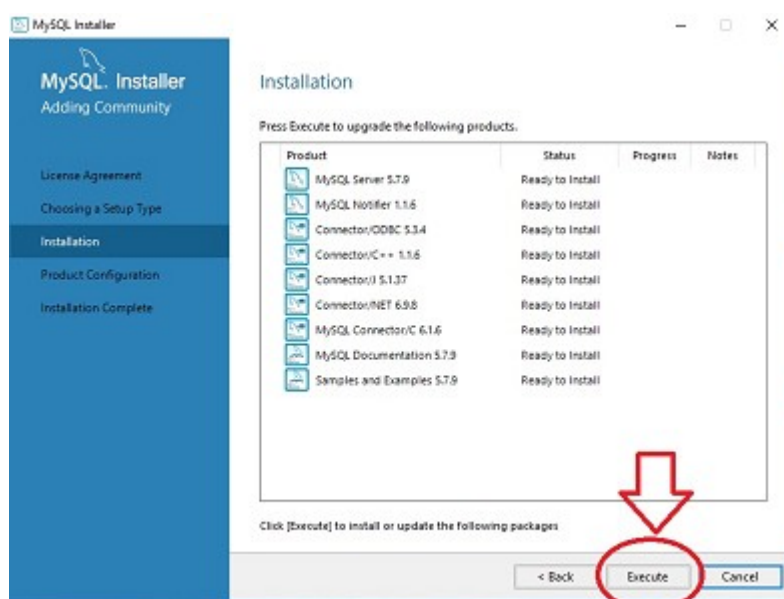 MySQL Installer
MySQL. Installer
Adding Community
License Agreement
Choosing a Setup Type
Installation
Product Configuration
Installation Complete
Installation
Press Execute to upgrade the following products.
Product Status Progress Notes
MySQL Server 5.7.9 Ready to Install
MySQL Notifier 1.1.6 Ready to Install
Connector/ODBC 5.3.4 Ready to Install
Connector/C++ 1.1.6 Ready to Install
Connector/J 5.1.37 Ready to Install
Connector/NET 6.9.8 Ready to Install
MySQL Connector/C 6.1.6 Ready to Install
MySQL Documentation 5.7.9 Ready to Install
Samples and Examples 5.7.9 Ready to Install
Click [Execute] to install or update the following packages
< Back Execute Cancel